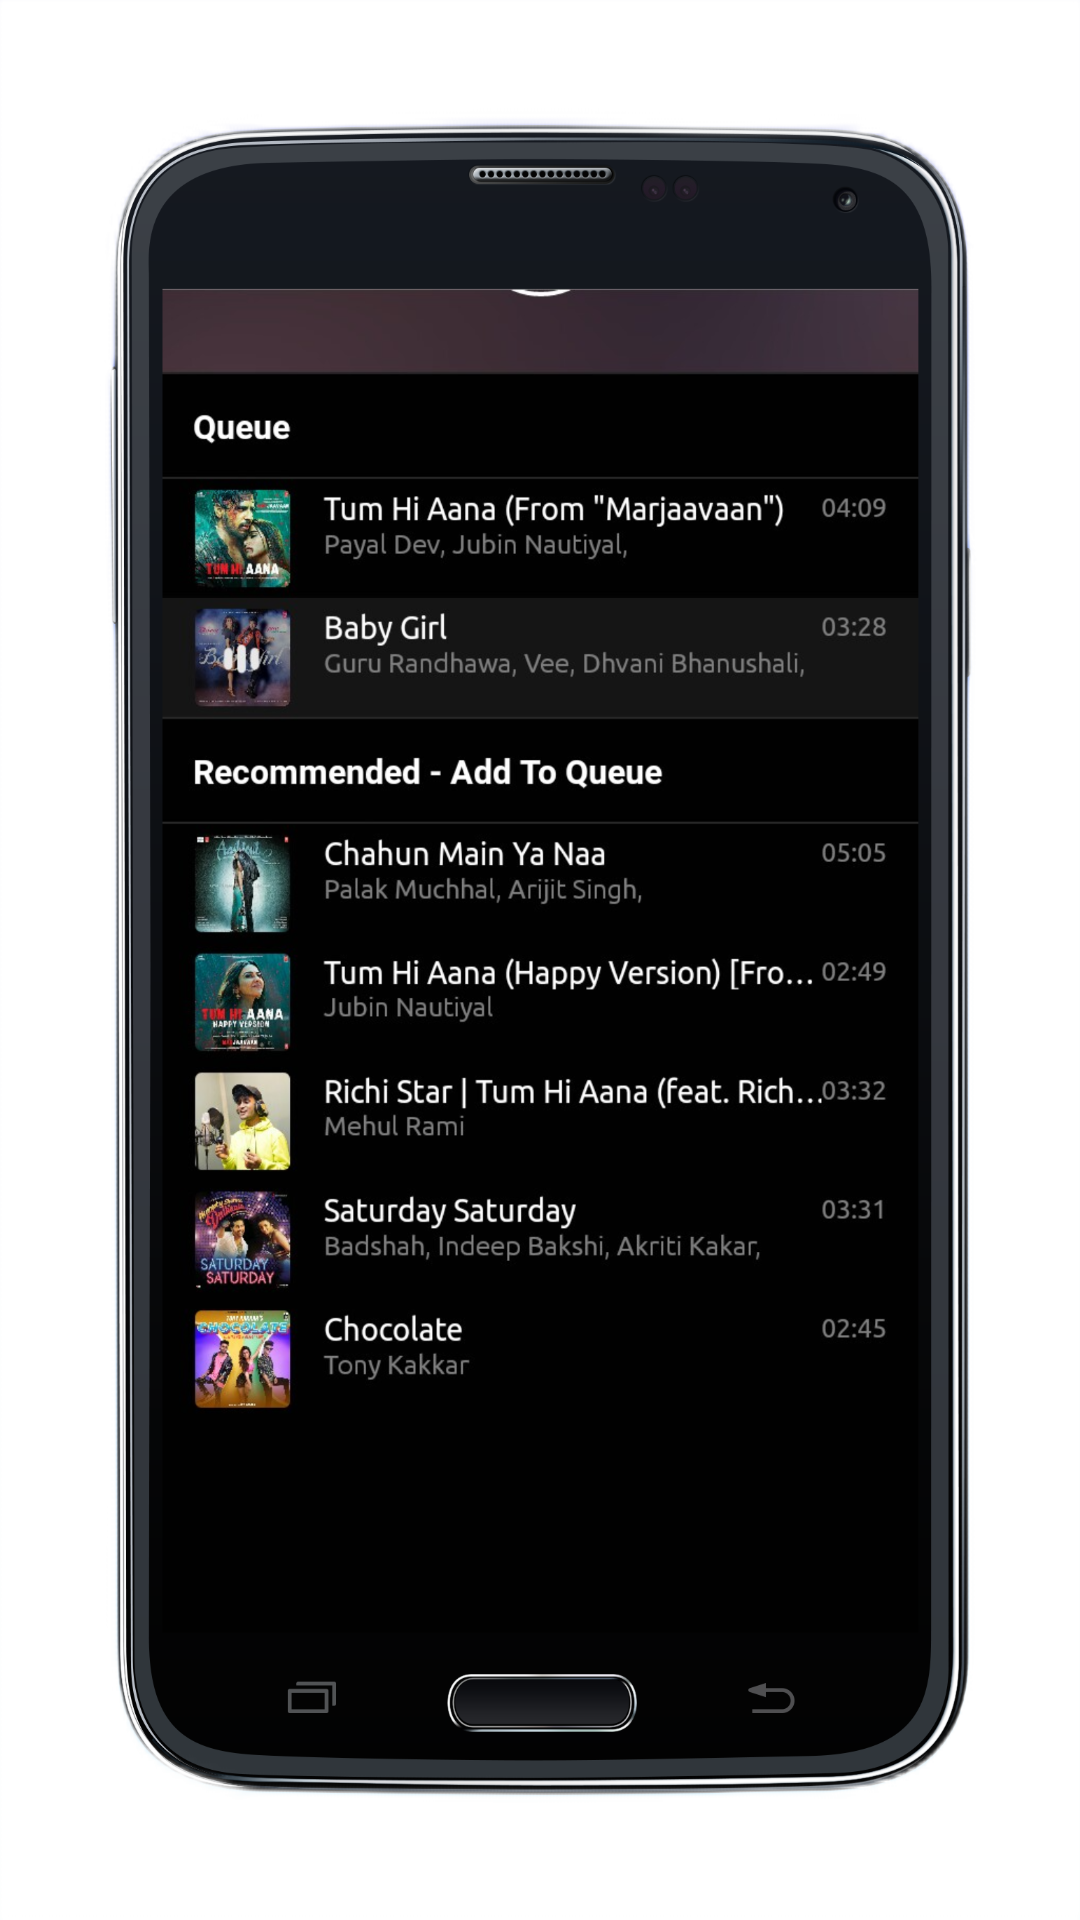 Queue
Tum Hi Aana (From "Marjaavaan") 04:09
Payal Dev, Jubin Nautiyal,
TUM HI AANA
Baby Girl 03:28
Guru Randhawa, Vee, Dhvani Bhanushali,
Baby Girl
Recommended - Add To Queue
Chahun Main Ya Naa 05:05
Palak Muchhal, Arijit Singh,
Tum Hi Aana (Happy Version) [Fro... 02:49
Jubin Nautiyal
TUM HI AANA
HAPPY VERSION
Richi Star | Tum Hi Aana (feat. Rich... 03:32
Mehul Rami
Saturday Saturday 03:31
Badshah, Indeep Bakshi, Akriti Kakar,
SATURDAY
SATURDAY
Chocolate 02:45
Tony Kakkar
CHOCOLATE